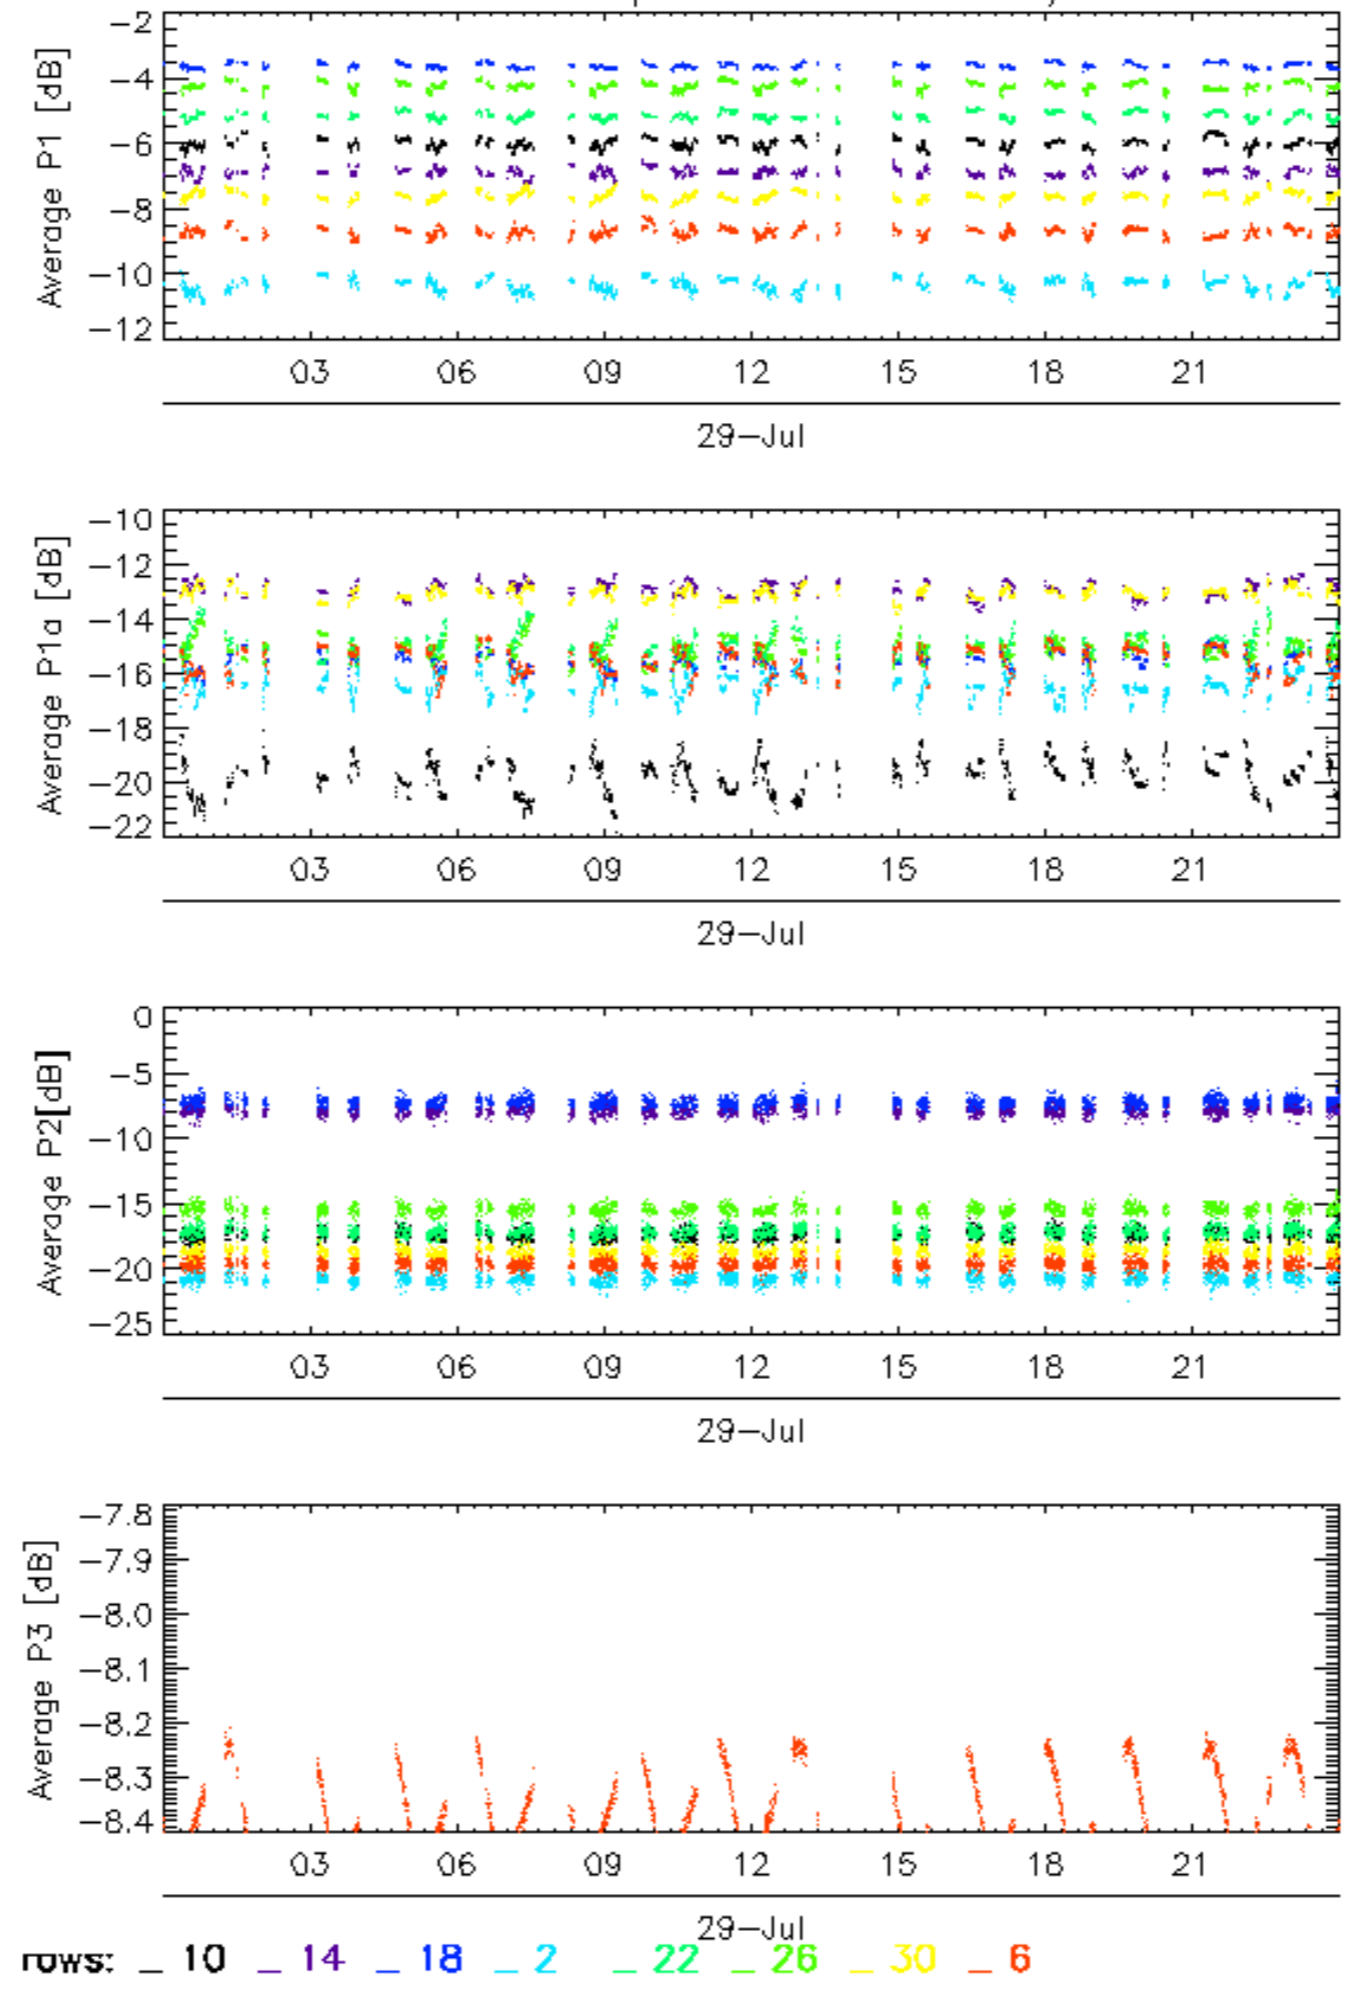 Average P1 [dB]
-2
-4
-6
-8
-10
-12
03 06 09 12 15 18 21
29-Jul
Average P1a [dB]
-10
-12
-14
-16
-18
-20
-22
03 06 09 12 15 18 21
29-Jul
Average P2[dB]
0
-5
-10
-15
-20
-25
03 06 09 12 15 18 21
29-Jul
Average P3 [dB]
-7.8
-7.9
-8.0
-8.1
-8.2
-8.3
-8.4
03 06 09 12 15 18 21
29-Jul
rows: _ 10 _ 14 _ 18 _ 2 _ 22 _ 26 _ 30 _ 6